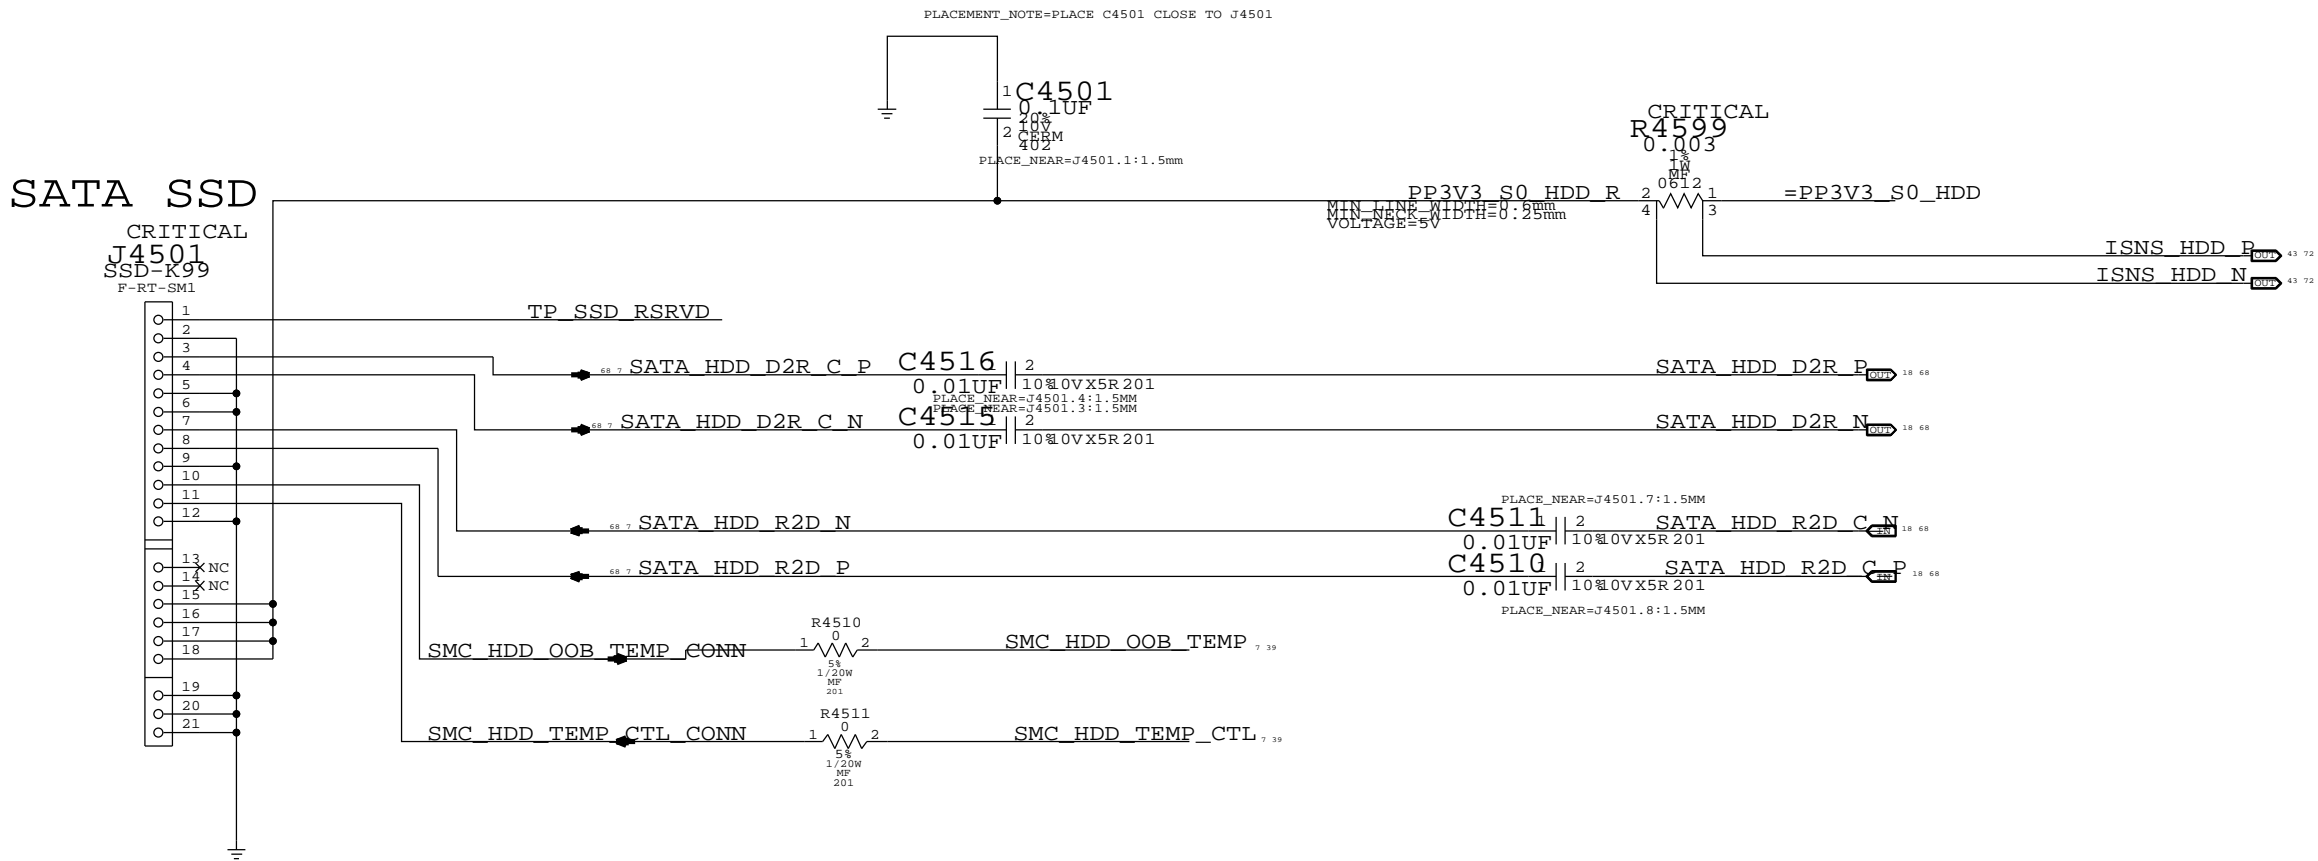 PLACEMENT_NOTE=PLACE C4501 CLOSE TO J4501
1 C4501
0.1UF
20%
10V
2 CERM
402
PLACE_NEAR=J4501.1:1.5mm
CRITICAL
R4599
0.003
1%
1W
MF
0612
SATA SSD
PP3V3_S0_HDD_R 2 1 =PP3V3_S0_HDD
MIN_LINE_WIDTH=0.6mm 4 3
MIN_NECK_WIDTH=0.25mm
VOLTAGE=5V
CRITICAL
J4501
SSD-K99
F-RT-SM1
ISNS_HDD_P OUT 43 72
ISNS_HDD_N OUT 43 72
1 TP_SSD_RSRVD
2
3
4
5
6
7
8
9
10
11
12
13 NC
14 NC
15
16
17
18
19
20
21
68 7 SATA_HDD_D2R_C_P C4516 1 2 SATA_HDD_D2R_P OUT 18 68
0.01UF 10% 10V X5R 201
PLACE_NEAR=J4501.4:1.5MM
PLACE_NEAR=J4501.3:1.5MM
68 7 SATA_HDD_D2R_C_N C4515 1 2 SATA_HDD_D2R_N OUT 18 68
0.01UF 10% 10V X5R 201
PLACE_NEAR=J4501.7:1.5MM
68 7 SATA_HDD_R2D_N C4511 1 2 SATA_HDD_R2D_C_N IN 18 68
0.01UF 10% 10V X5R 201
68 7 SATA_HDD_R2D_P C4510 1 2 SATA_HDD_R2D_C_P IN 18 68
0.01UF 10% 10V X5R 201
PLACE_NEAR=J4501.8:1.5MM
R4510
0
SMC_HDD_OOB_TEMP_CONN 1 2 SMC_HDD_OOB_TEMP 7 39
5%
1/20W
MF
201
R4511
0
SMC_HDD_TEMP_CTL_CONN 1 2 SMC_HDD_TEMP_CTL 7 39
5%
1/20W
MF
201